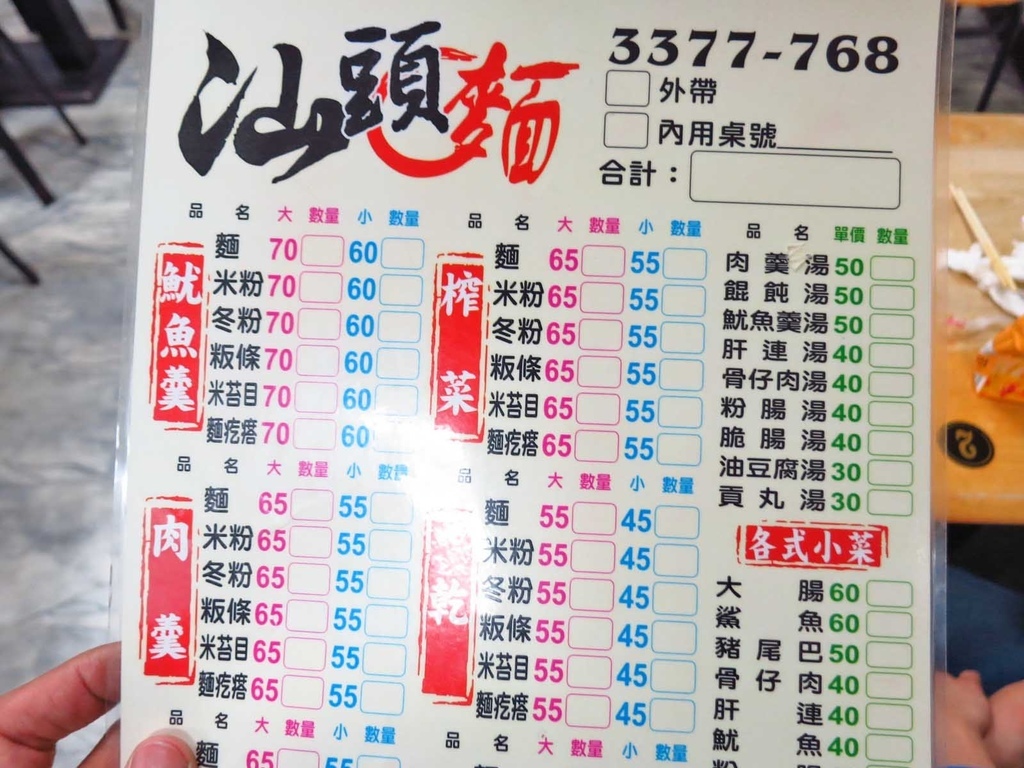 汕頭麵
3377-768
外帶
內用桌號
合計：
品名 大 數量 小 數量
魷魚羹
麵 70 60
米粉 70 60
冬粉 70 60
粄條 70 60
米苔目 70 60
麵疙瘩 70 60
品名 大 數量 小 數量
肉羹
麵 65 55
米粉 65 55
冬粉 65 55
粄條 65 55
米苔目 65 55
麵疙瘩 65 55
品名 大 數量 小 數量
麵 65 55
品名 大 數量 小 數量
榨菜
麵 65 55
米粉 65 55
冬粉 65 55
粄條 65 55
米苔目 65 55
麵疙瘩 65 55
品名 大 數量 小 數量
乾
麵 55 45
米粉 55 45
冬粉 55 45
粄條 55 45
米苔目 55 45
麵疙瘩 55 45
品名 大 數量 小 數量
品名 單價 數量
肉羹湯 50
餛飩湯 50
魷魚羹湯 50
肝連湯 40
骨仔肉湯 40
粉腸湯 40
脆腸湯 40
油豆腐湯 30
貢丸湯 30
各式小菜
大腸 60
鯊魚 60
豬尾巴 50
骨仔肉 40
肝連 40
魷魚 40
2